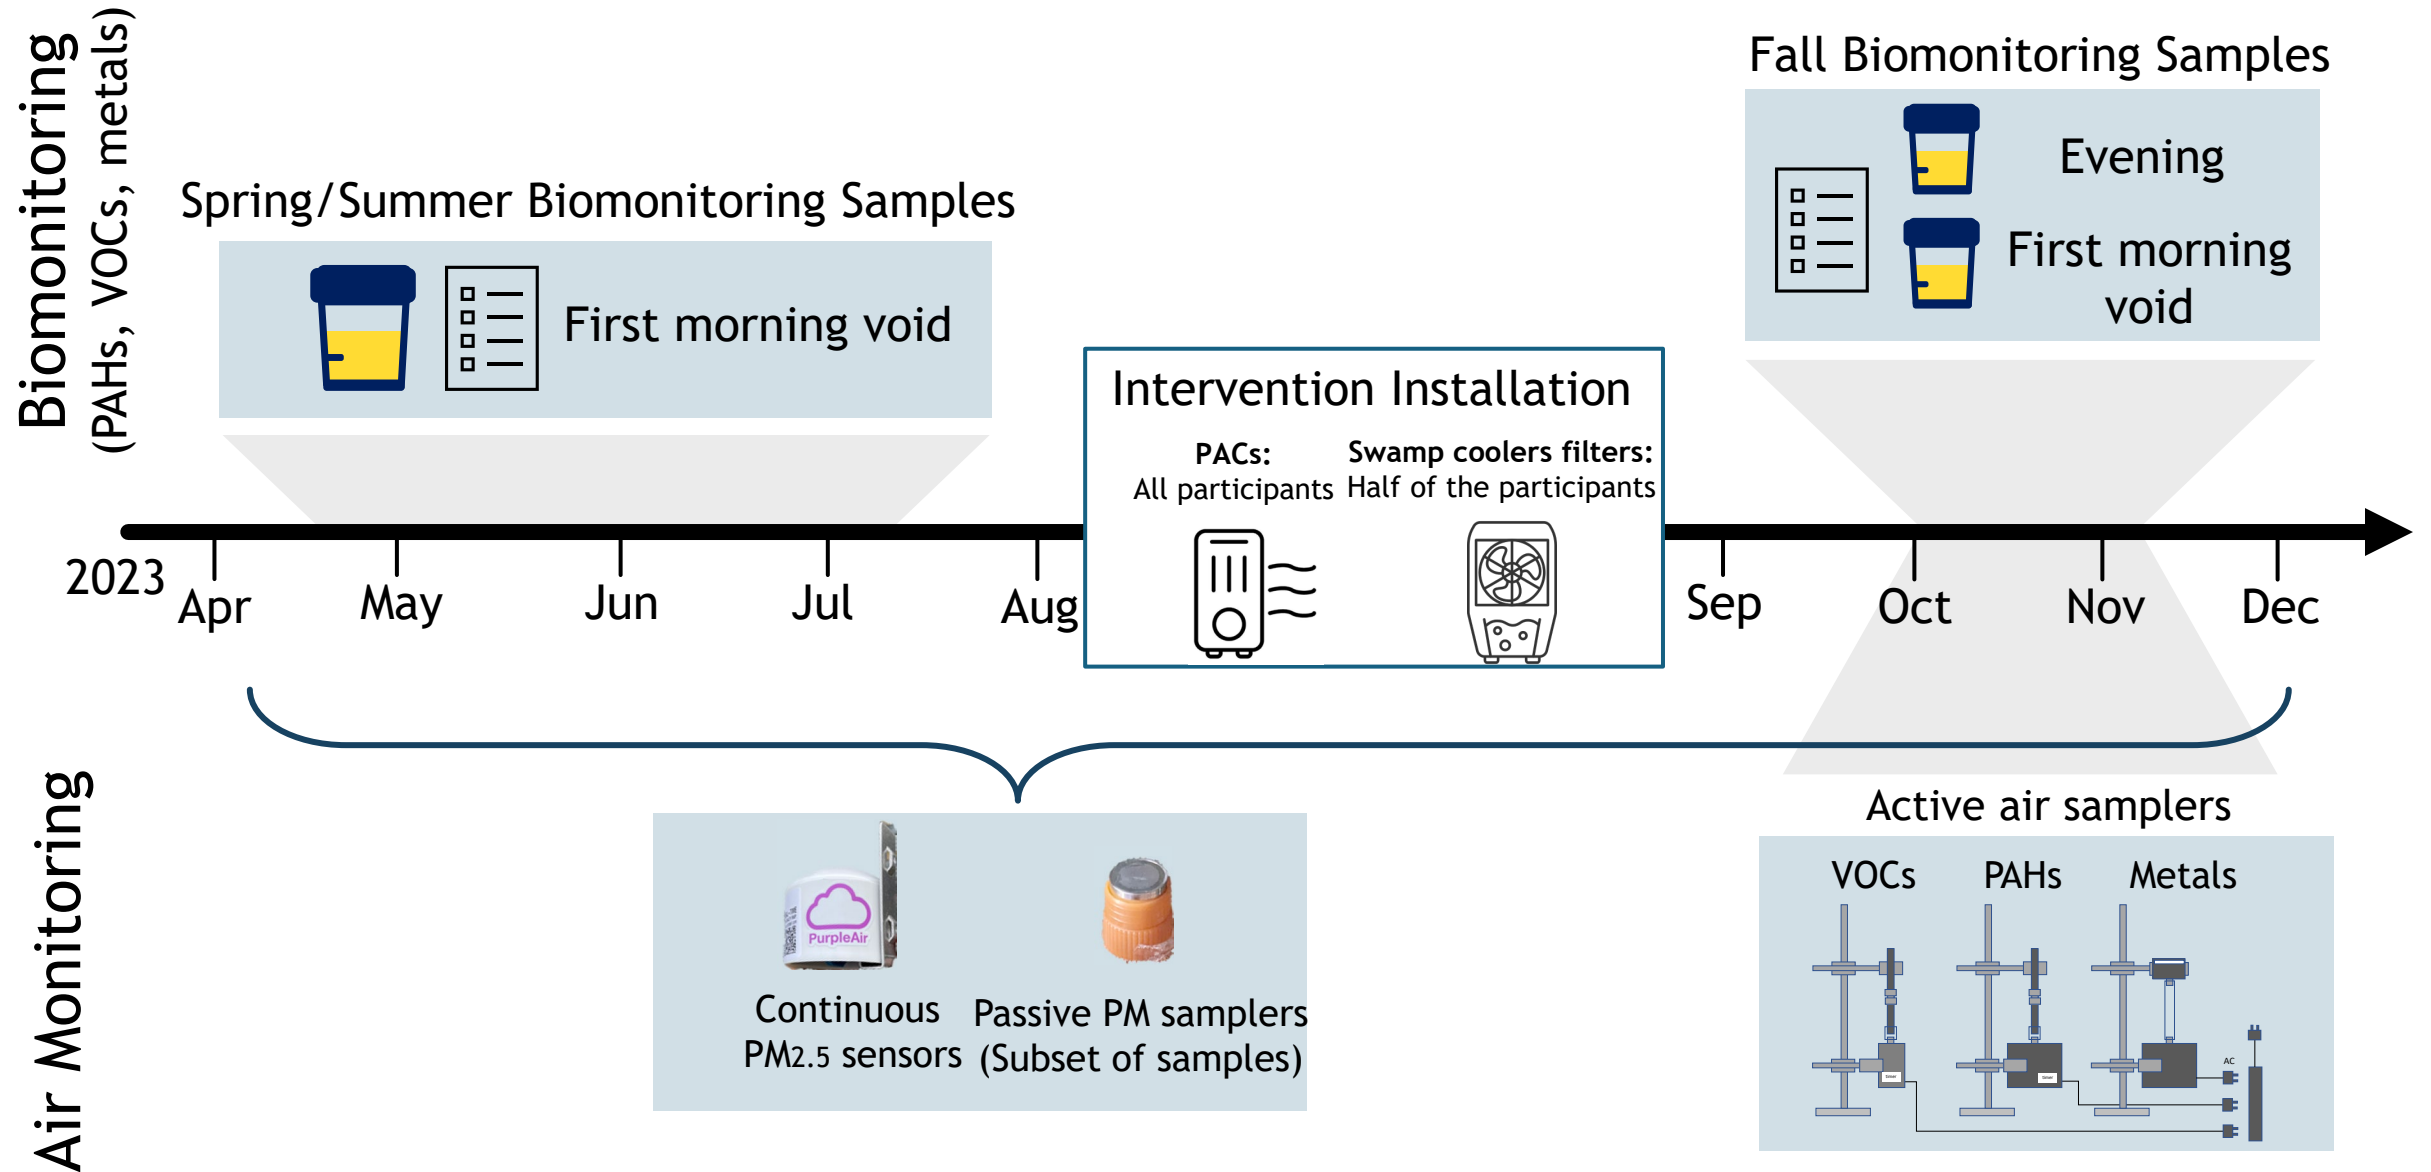 Biomonitoring
(PAHs, VOCs, metals)
Spring/Summer Biomonitoring Samples
First morning void
Fall Biomonitoring Samples
Evening
First morning
void
Intervention Installation
PACs:
All participants
Swamp coolers filters:
Half of the participants
2023
Apr
May
Jun
Jul
Aug
Sep
Oct
Nov
Dec
Air Monitoring
PurpleAir
Continuous
PM2.5 sensors
Passive PM samplers
(Subset of samples)
Active air samplers
VOCs
PAHs
Metals
AC